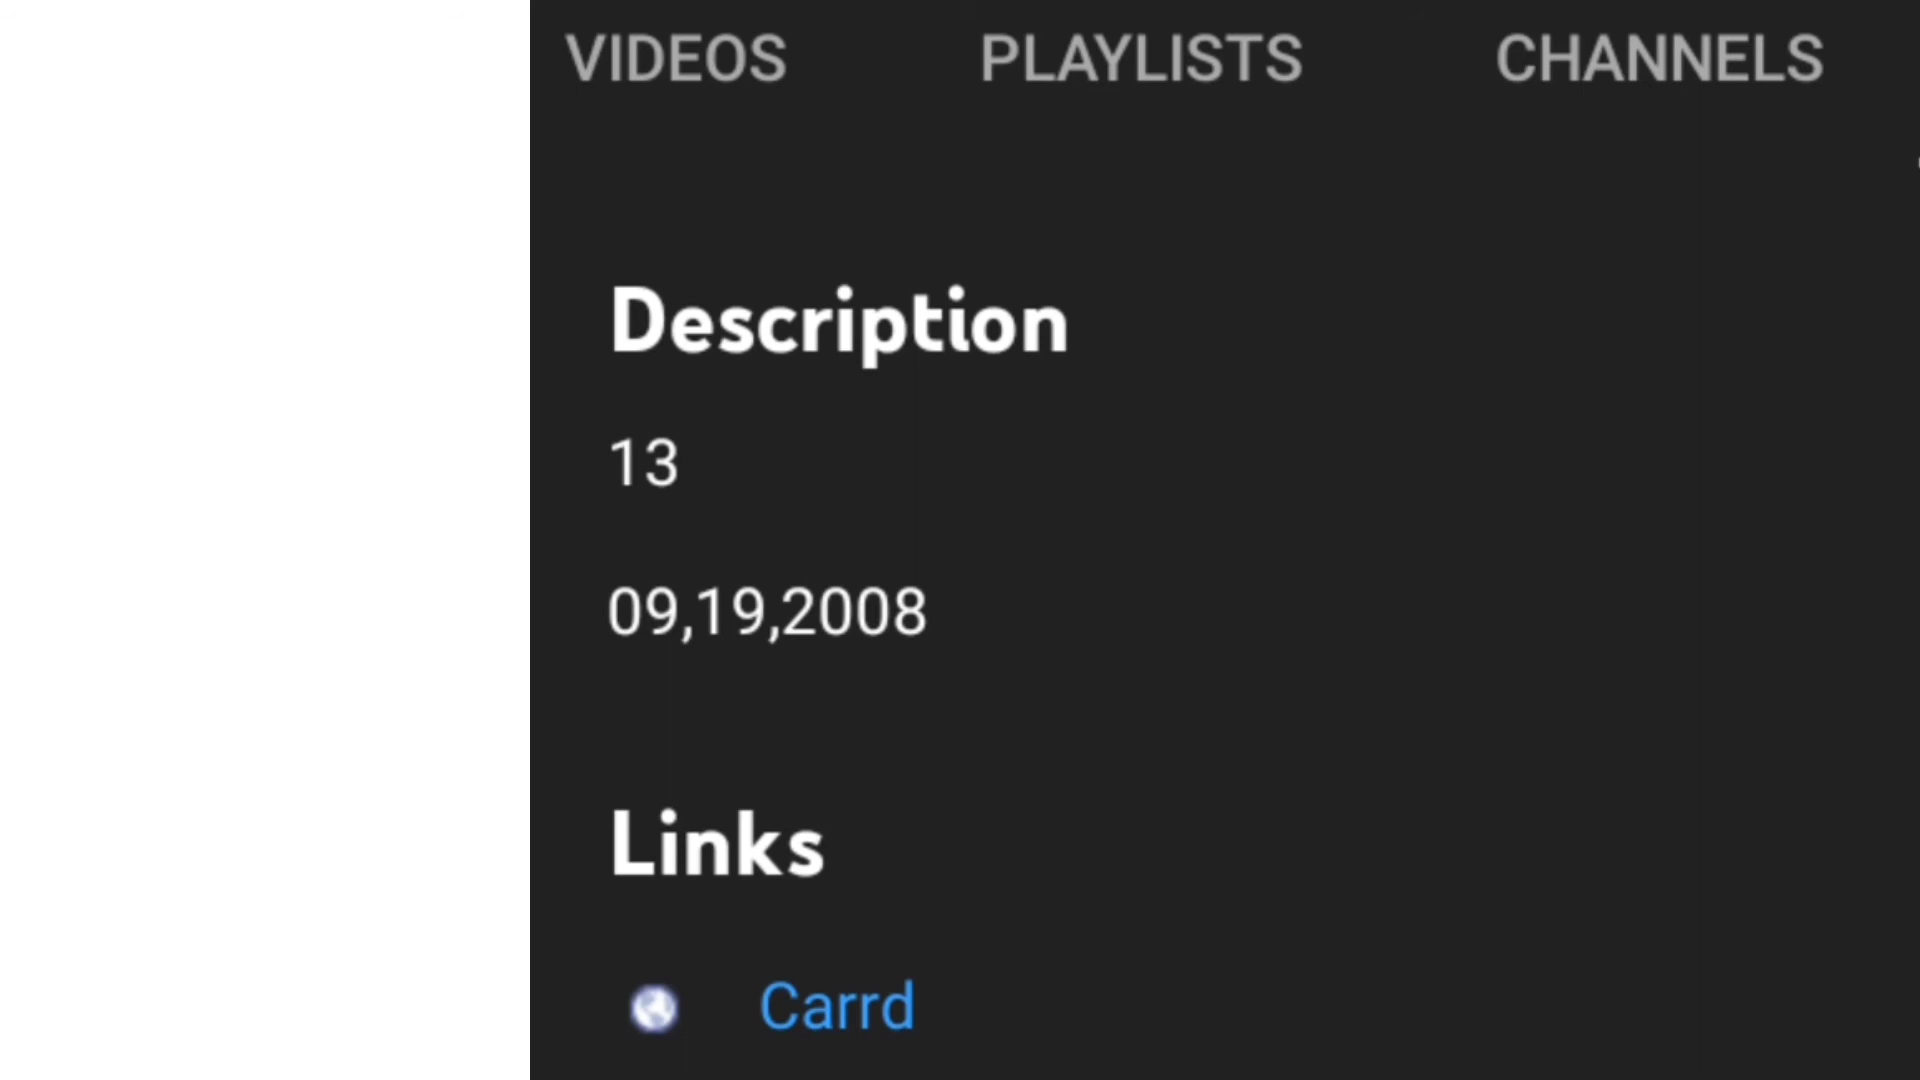 VIDEOS PLAYLISTS CHANNELS
Description
13
09,19,2008
Links
Carrd